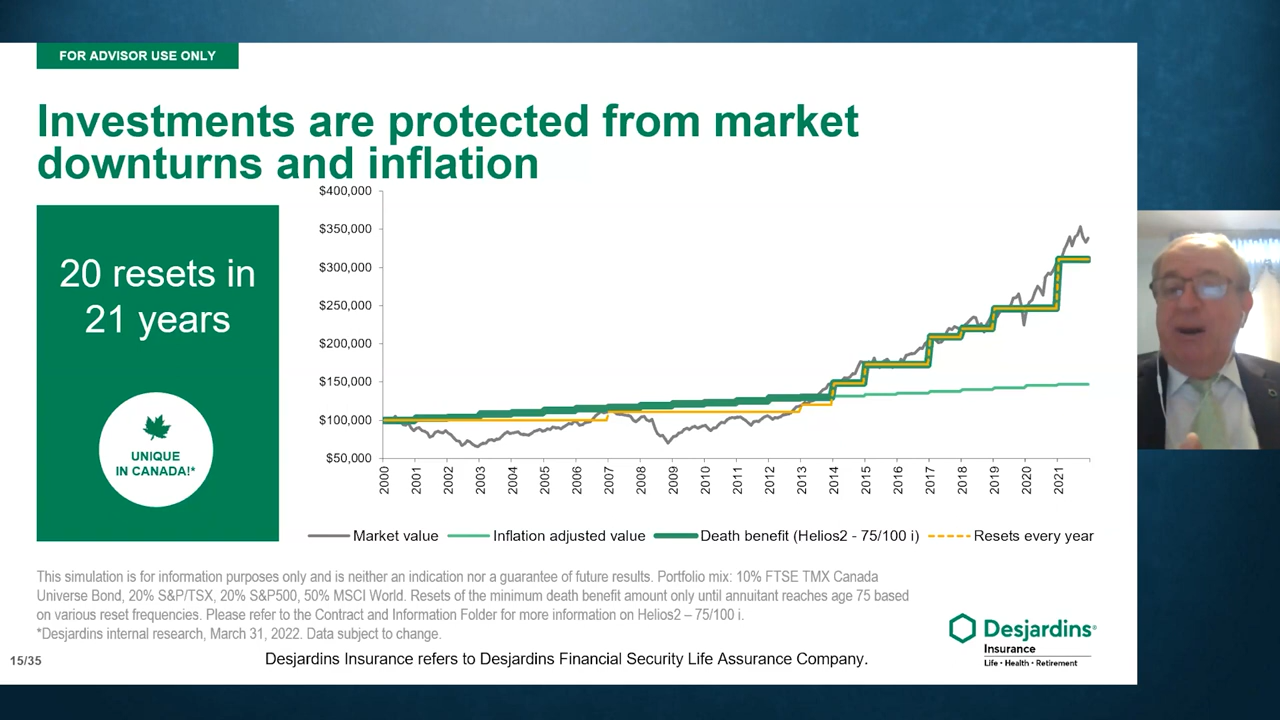 FOR ADVISOR USE ONLY
Investments are protected from market
downturns and inflation
20 resets in
21 years
UNIQUE
IN CANADA!*
$400,000
$350,000
$300,000
$250,000
$200,000
$150,000
$100,000
$50,000
2000
2001
2002
2003
2004
2005
2006
2007
2008
2009
2010
2011
2012
2013
2014
2015
2016
2017
2018
2019
2020
2021
Market value
Inflation adjusted value
Death benefit (Helios2 - 75/100 i)
Resets every year
This simulation is for information purposes only and is neither an indication nor a guarantee of future results. Portfolio mix: 10% FTSE TMX Canada
Universe Bond, 20% S&P/TSX, 20% S&P500, 50% MSCI World. Resets of the minimum death benefit amount only until annuitant reaches age 75 based
on various reset frequencies. Please refer to the Contract and Information Folder for more information on Helios2 – 75/100 i.
*Desjardins internal research, March 31, 2022. Data subject to change.
Desjardins®
Insurance
Life • Health • Retirement
15/35
Desjardins Insurance refers to Desjardins Financial Security Life Assurance Company.